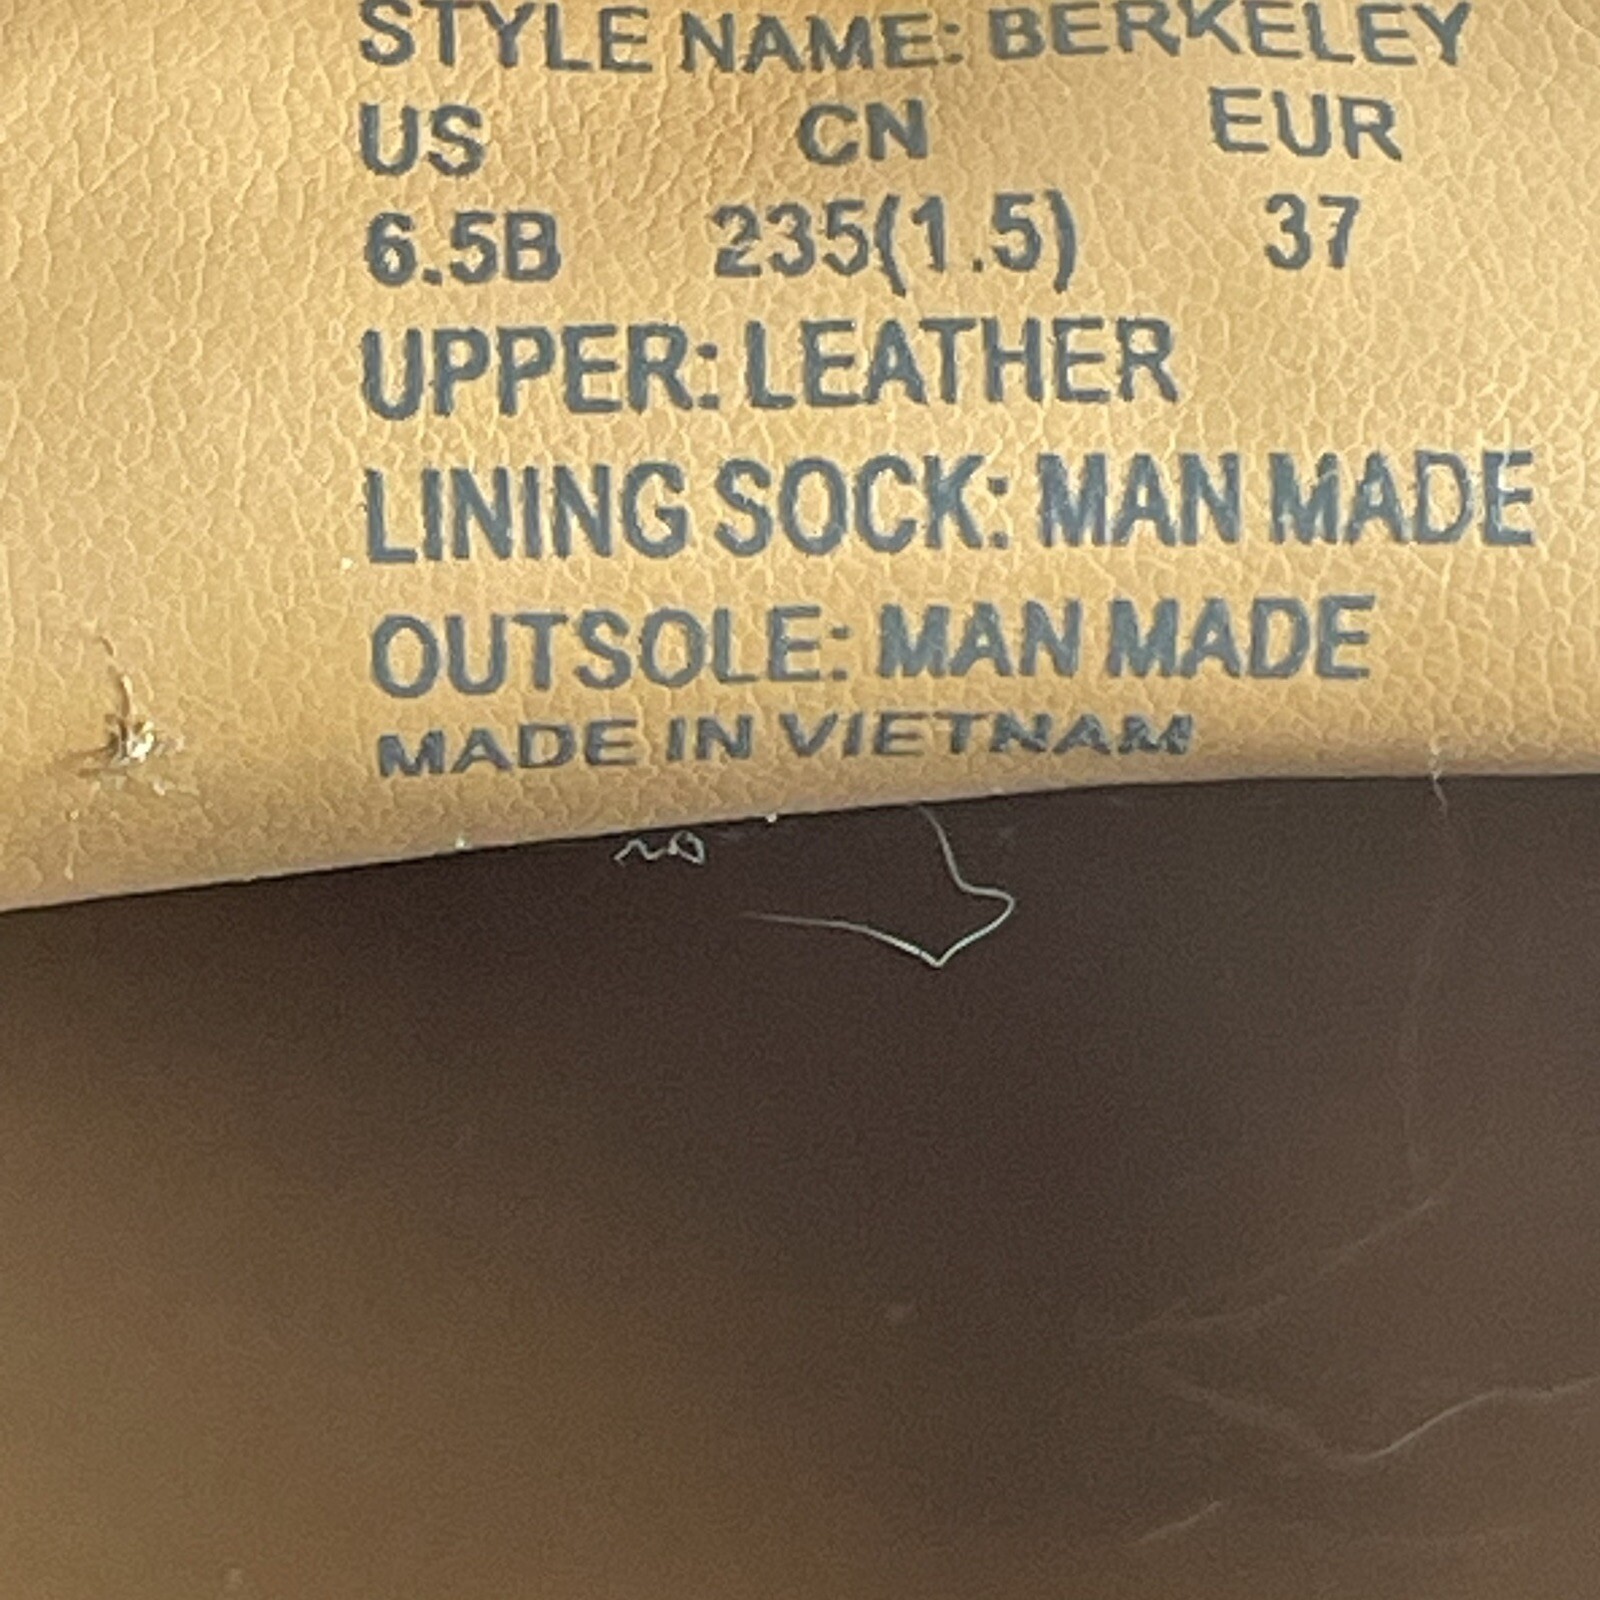 STYLE NAME: BERKELEY
US CN EUR
6.5B 235(1.5) 37
UPPER: LEATHER
LINING SOCK: MAN MADE
OUTSOLE: MAN MADE
MADE IN VIETNAM